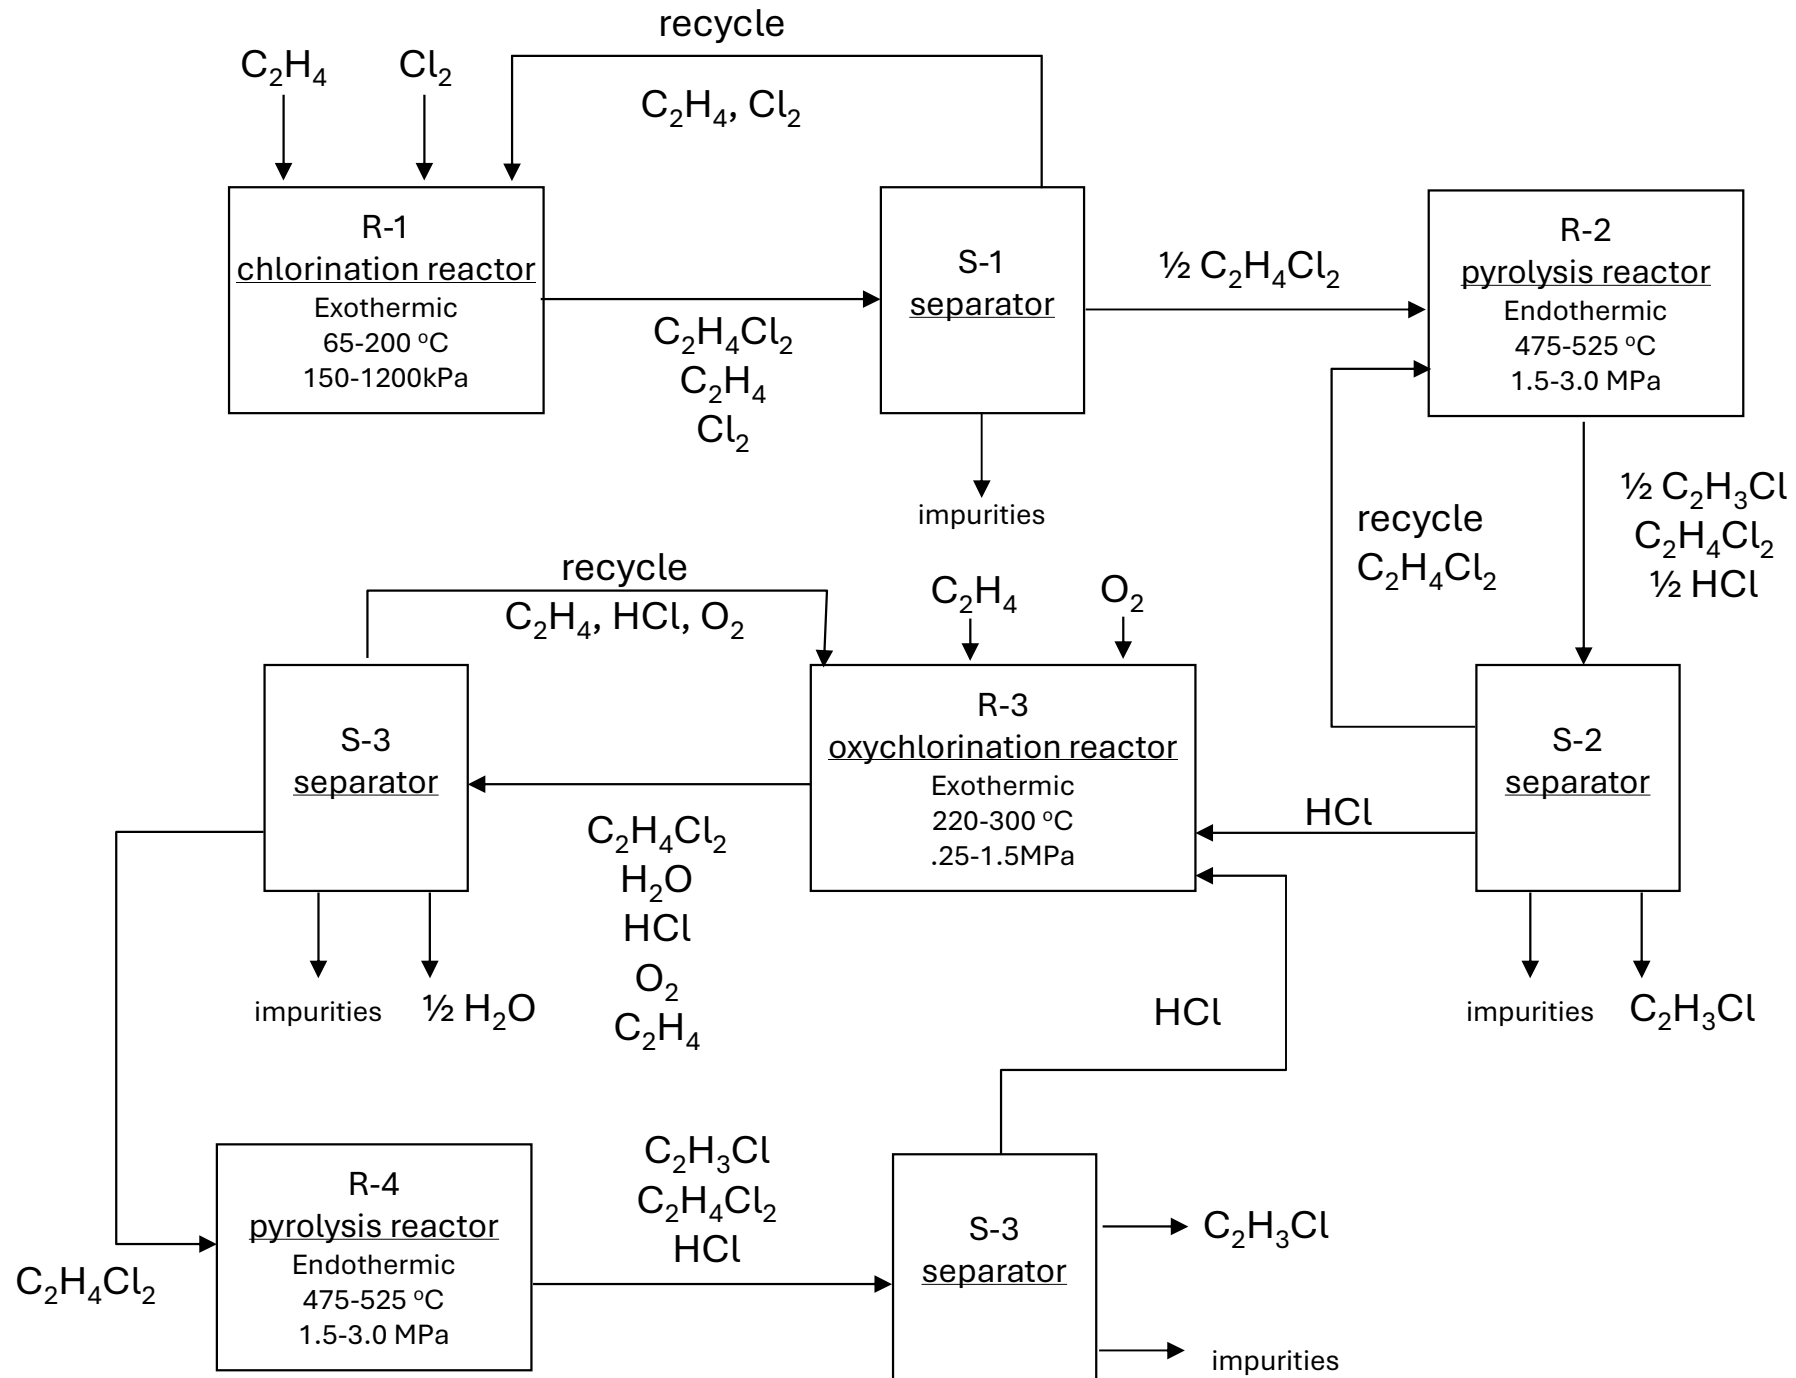 recycle
C₂H₄
Cl₂
C₂H₄, Cl₂
R-1
chlorination reactor
Exothermic
65-200 ºC
150-1200kPa
C₂H₄Cl₂
C₂H₄
Cl₂
S-1
separator
impurities
½ C₂H₄Cl₂
R-2
pyrolysis reactor
Endothermic
475-525 ºC
1.5-3.0 MPa
½ C₂H₃Cl
C₂H₄Cl₂
½ HCl
recycle
C₂H₄Cl₂
S-2
separator
impurities
C₂H₃Cl
HCl
C₂H₄
O₂
R-3
oxychlorination reactor
Exothermic
220-300 ºC
.25-1.5MPa
recycle
C₂H₄, HCl, O₂
C₂H₄Cl₂
H₂O
HCl
O₂
C₂H₄
S-3
separator
impurities
½ H₂O
C₂H₄Cl₂
R-4
pyrolysis reactor
Endothermic
475-525 ºC
1.5-3.0 MPa
C₂H₃Cl
C₂H₄Cl₂
HCl
HCl
S-3
separator
C₂H₃Cl
impurities